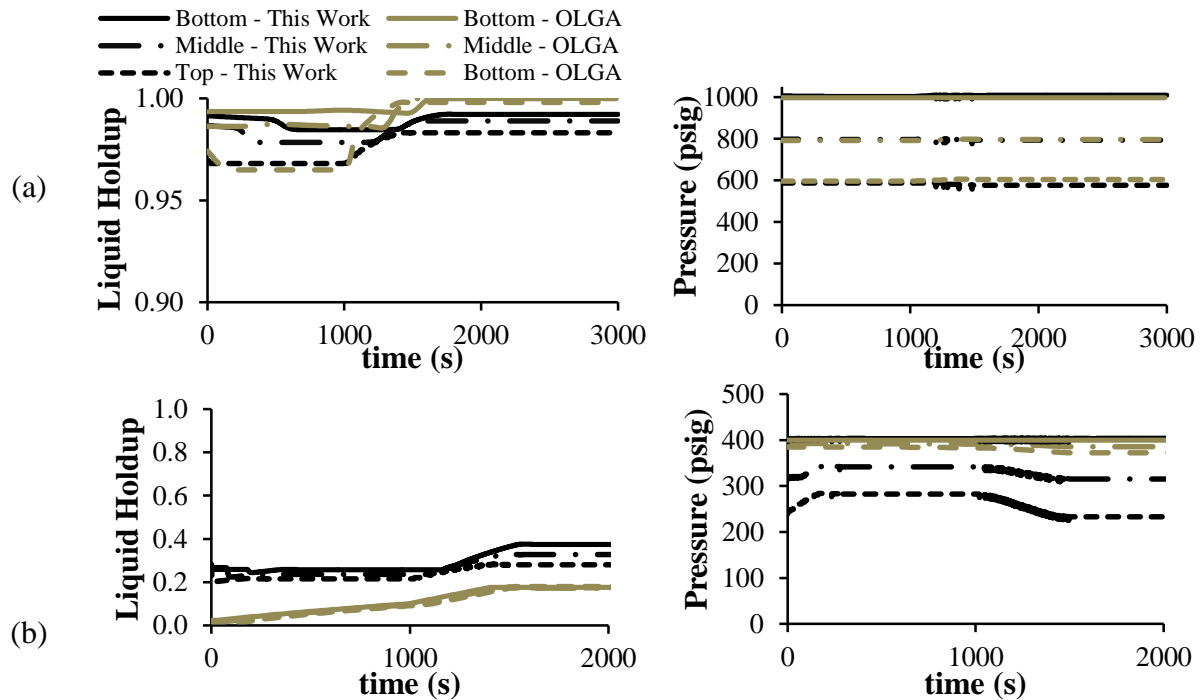 Bottom - This Work Bottom - OLGA
Middle - This Work Middle - OLGA
Top - This Work Bottom - OLGA
(a)
Liquid Holdup
1.00
0.95
0.90
0 1000 2000 3000
time (s)
Pressure (psig)
1000
800
600
400
200
0
0 1000 2000 3000
time (s)
(b)
Liquid Holdup
1.0
0.8
0.6
0.4
0.2
0.0
0 1000 2000
time (s)
Pressure (psig)
500
400
300
200
100
0
0 1000 2000
time (s)